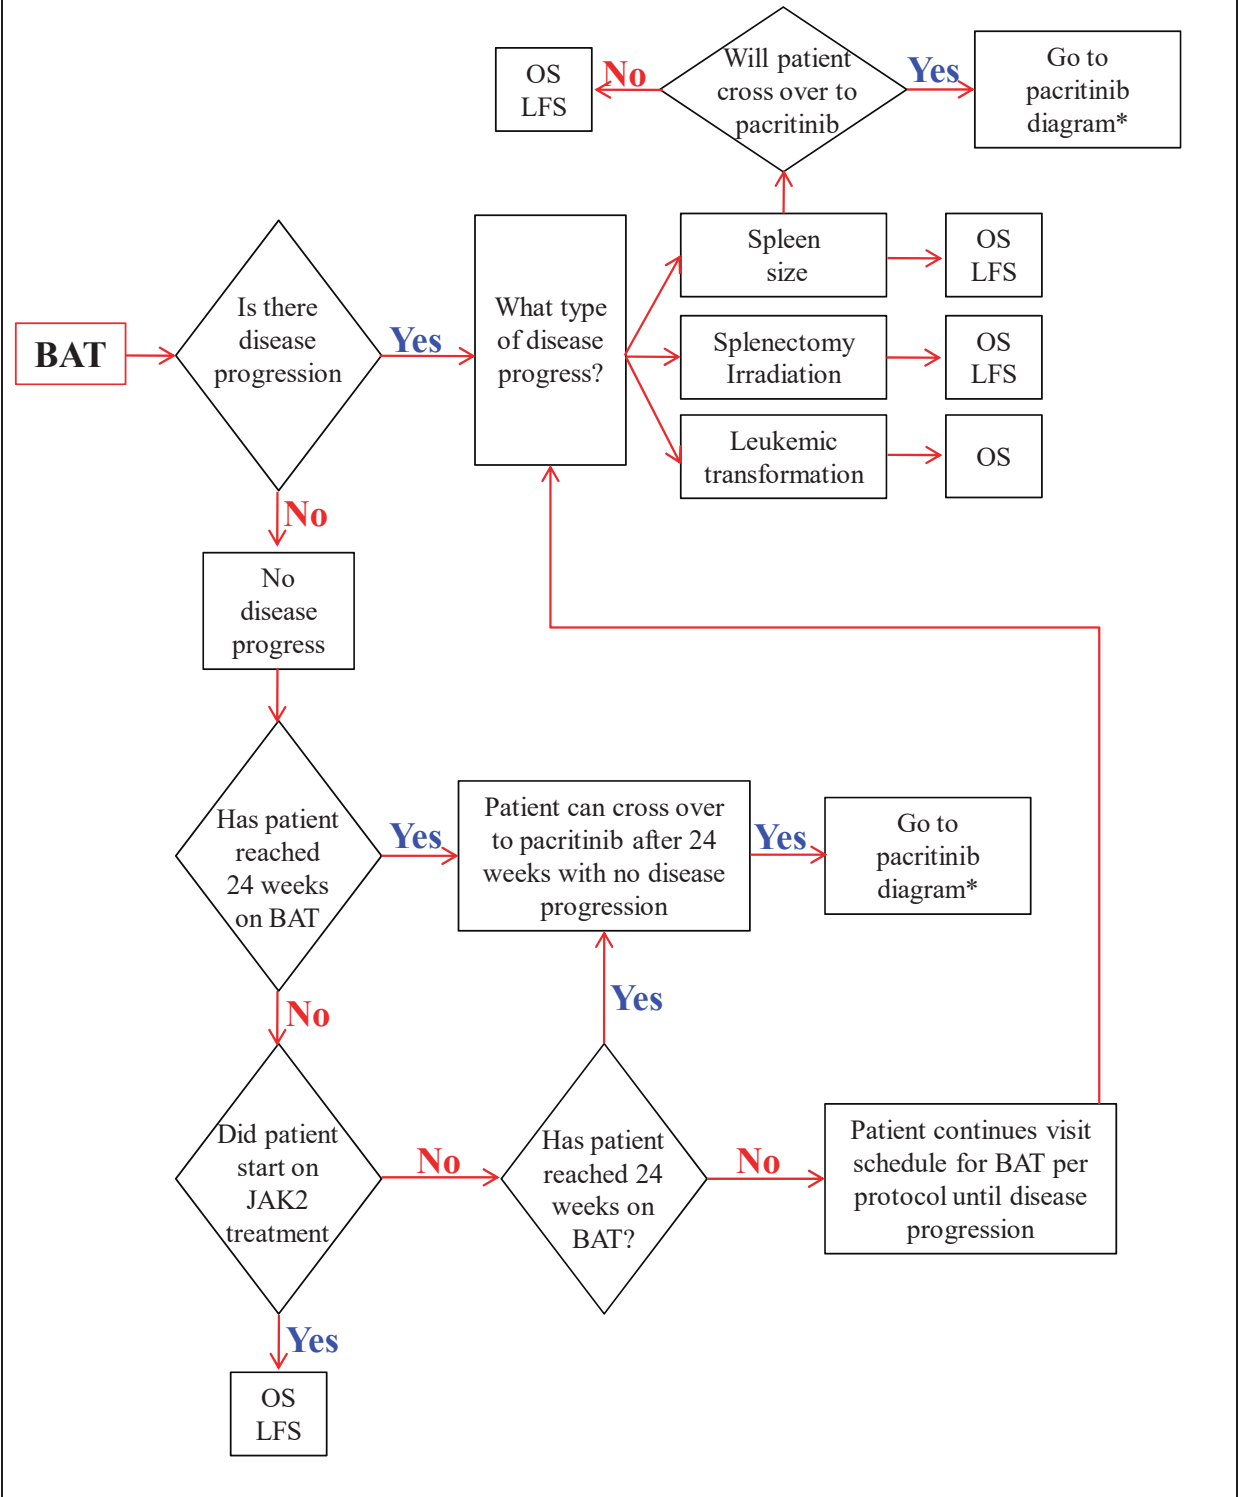 OS
LFS
No
Will patient
cross over to
pacritinib
Yes
Go to
pacritinib
diagram*
BAT
Is there
disease
progression
Yes
What type
of disease
progress?
Spleen
size
OS
LFS
Splenectomy
Irradiation
OS
LFS
Leukemic
transformation
OS
No
No
disease
progress
Has patient
reached
24 weeks
on BAT
Yes
Patient can cross over
to pacritinib after 24
weeks with no disease
progression
Yes
Go to
pacritinib
diagram*
No
Yes
Did patient
start on
JAK2
treatment
No
Has patient
reached 24
weeks on
BAT?
No
Patient continues visit
schedule for BAT per
protocol until disease
progression
Yes
OS
LFS